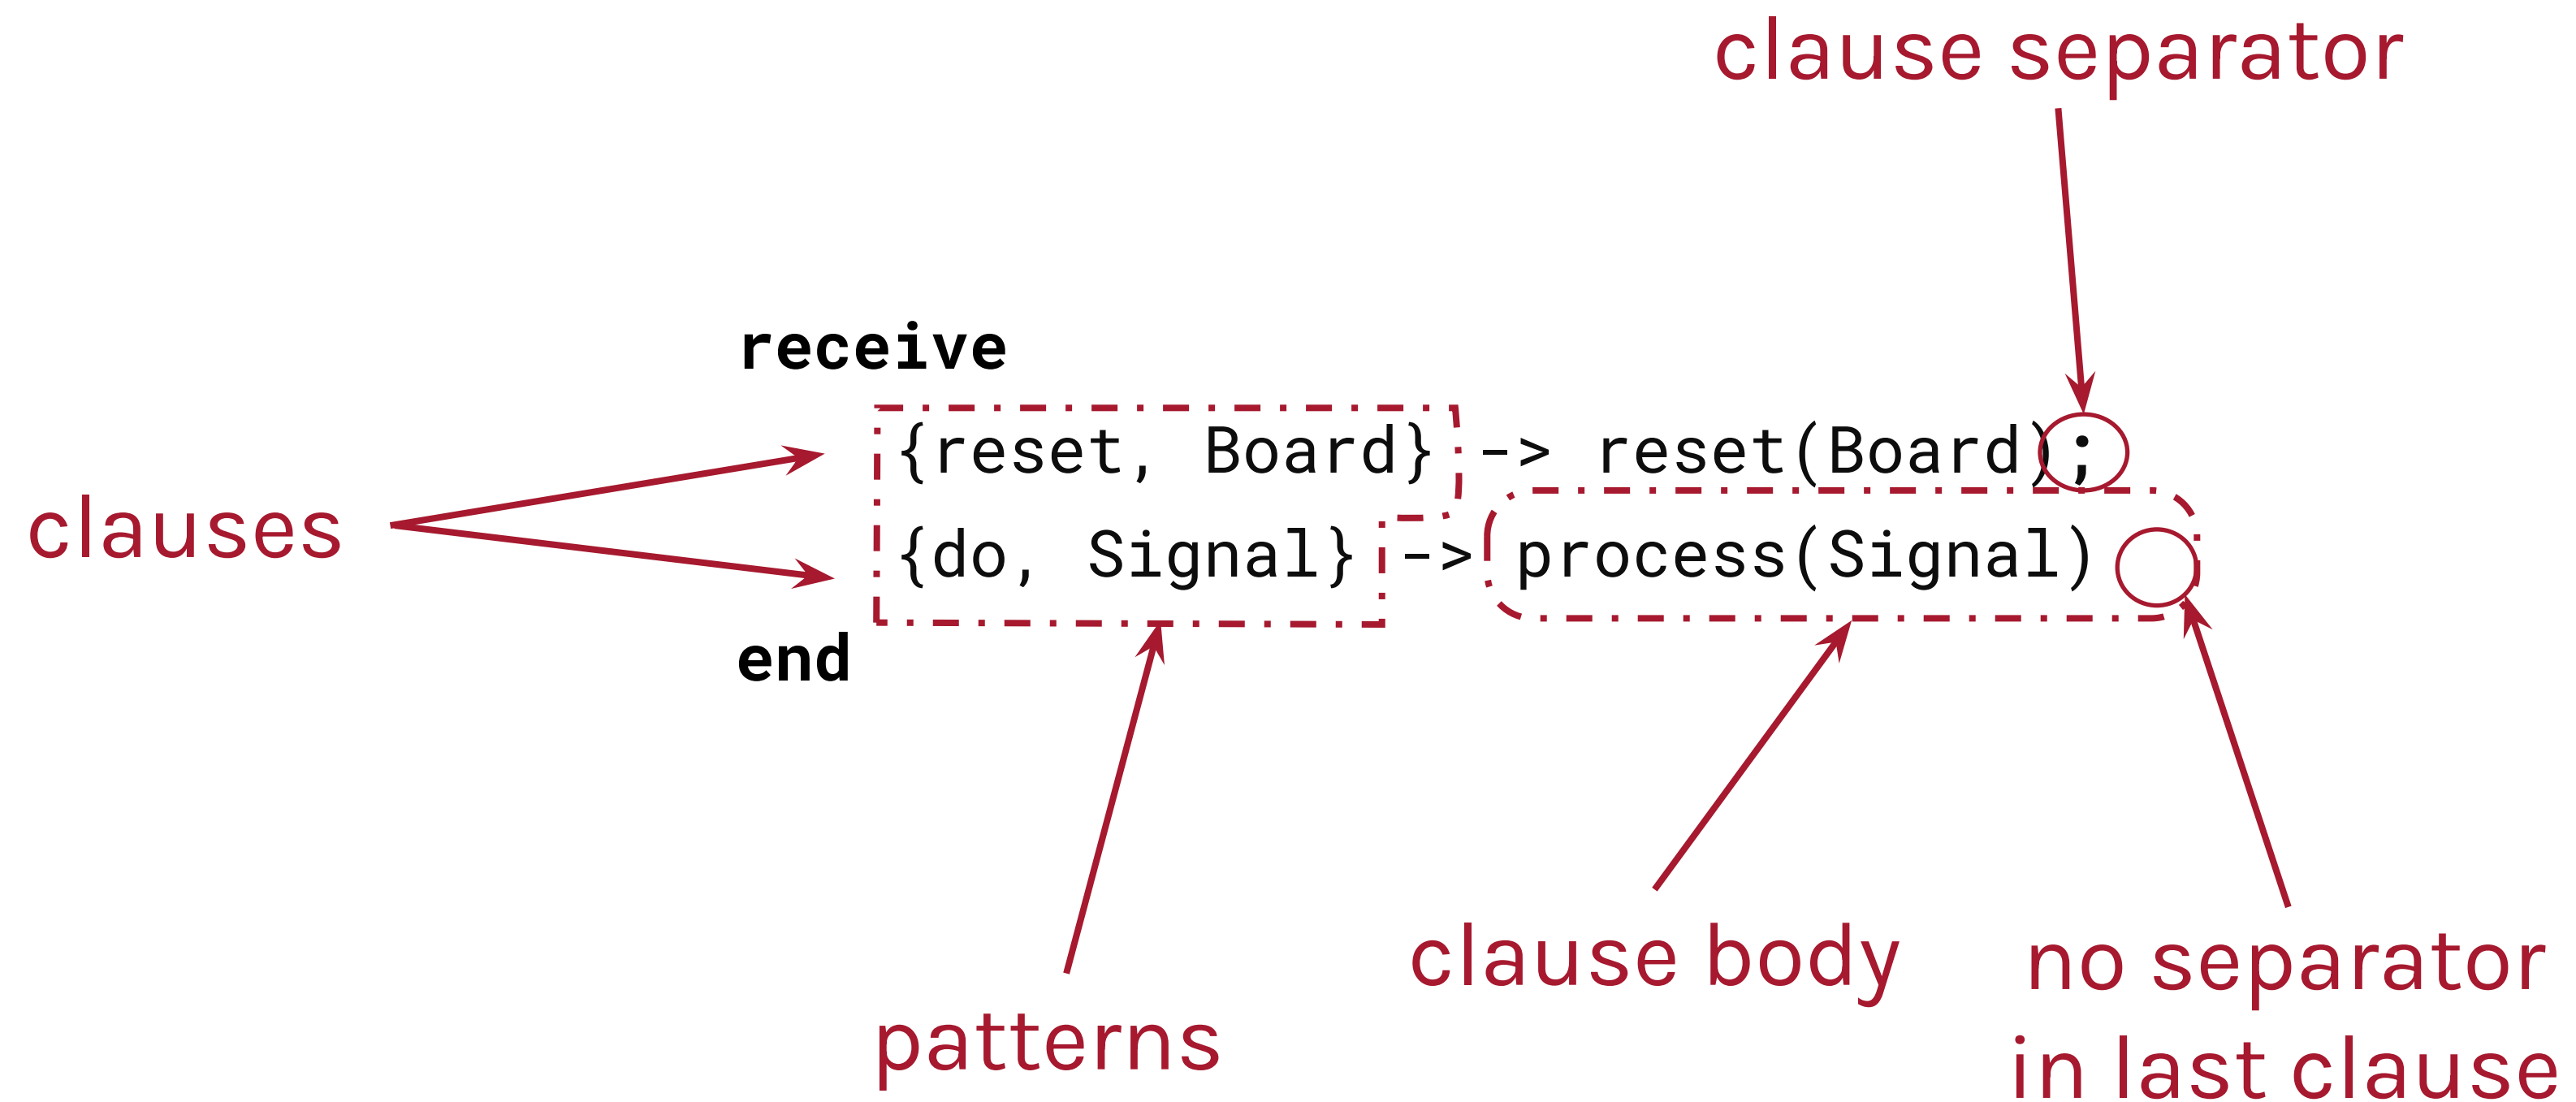 clause separator
receive
{reset, Board} -> reset(Board);
clauses
{do, Signal} -> process(Signal)
end
patterns
clause body
no separator
in last clause